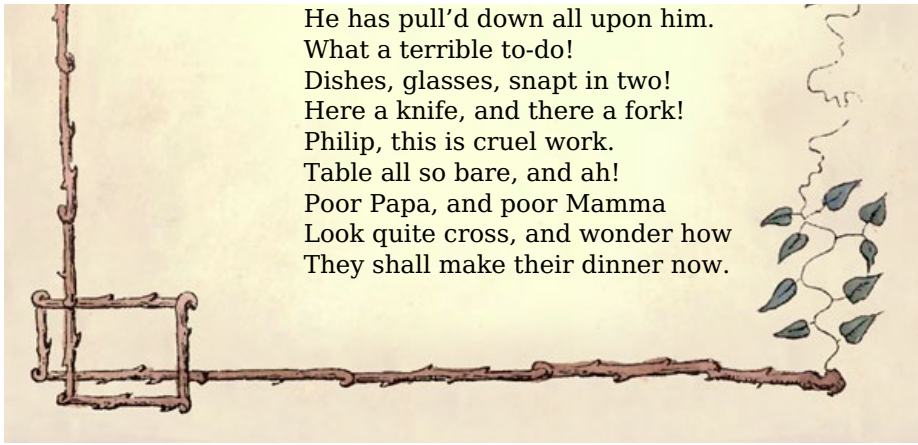 He has pull’d down all upon him.
What a terrible to-do!
Dishes, glasses, snapt in two!
Here a knife, and there a fork!
Philip, this is cruel work.
Table all so bare, and ah!
Poor Papa, and poor Mamma
Look quite cross, and wonder how
They shall make their dinner now.